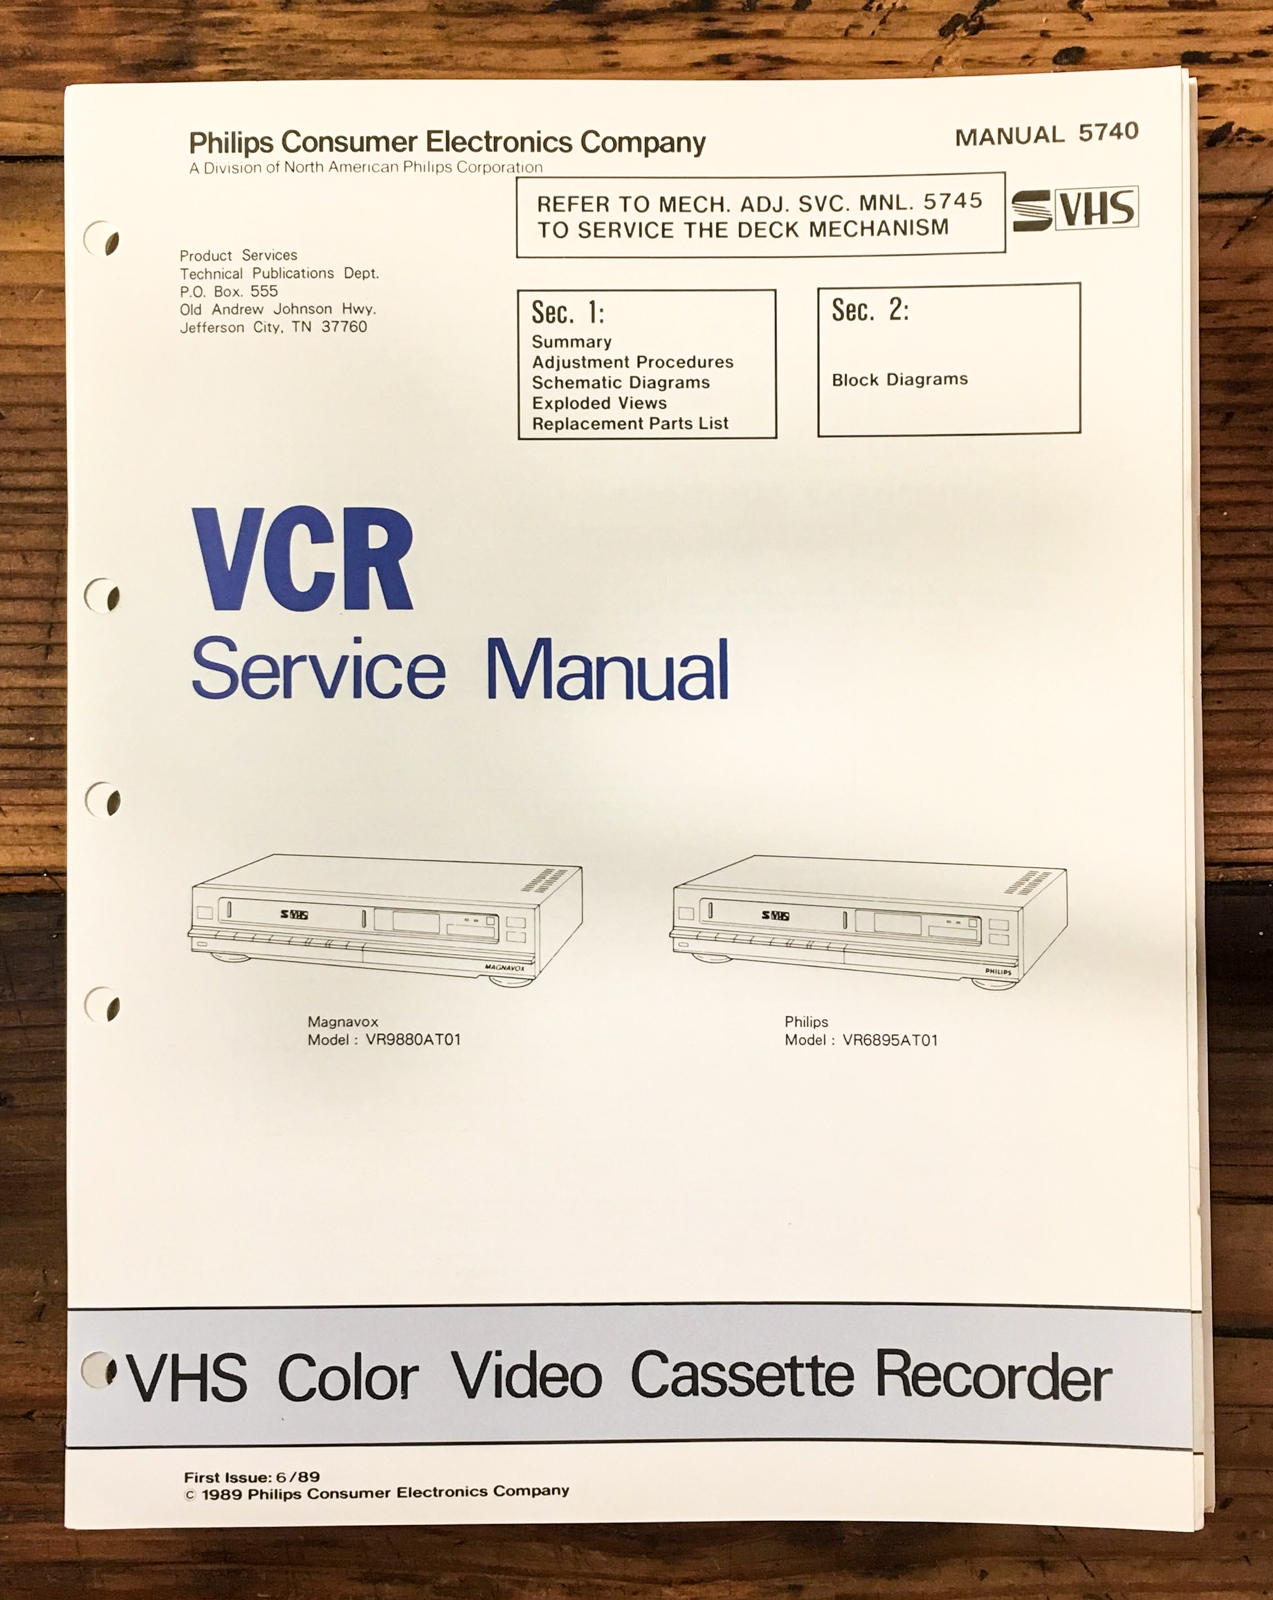 Philips Consumer Electronics Company
A Division of North American Philips Corporation
MANUAL 5740
REFER TO MECH. ADJ. SVC. MNL. 5745
TO SERVICE THE DECK MECHANISM
S VHS
Product Services
Technical Publications Dept.
P.O. Box. 555
Old Andrew Johnson Hwy.
Jefferson City, TN 37760
Sec. 1:
Summary
Adjustment Procedures
Schematic Diagrams
Exploded Views
Replacement Parts List
Sec. 2:
Block Diagrams
VCR
Service Manual
S VHS
MAGNAVOX
S VHS
PHILIPS
Magnavox
Model : VR9880AT01
Philips
Model : VR6895AT01
VHS Color Video Cassette Recorder
First Issue: 6/89
© 1989 Philips Consumer Electronics Company